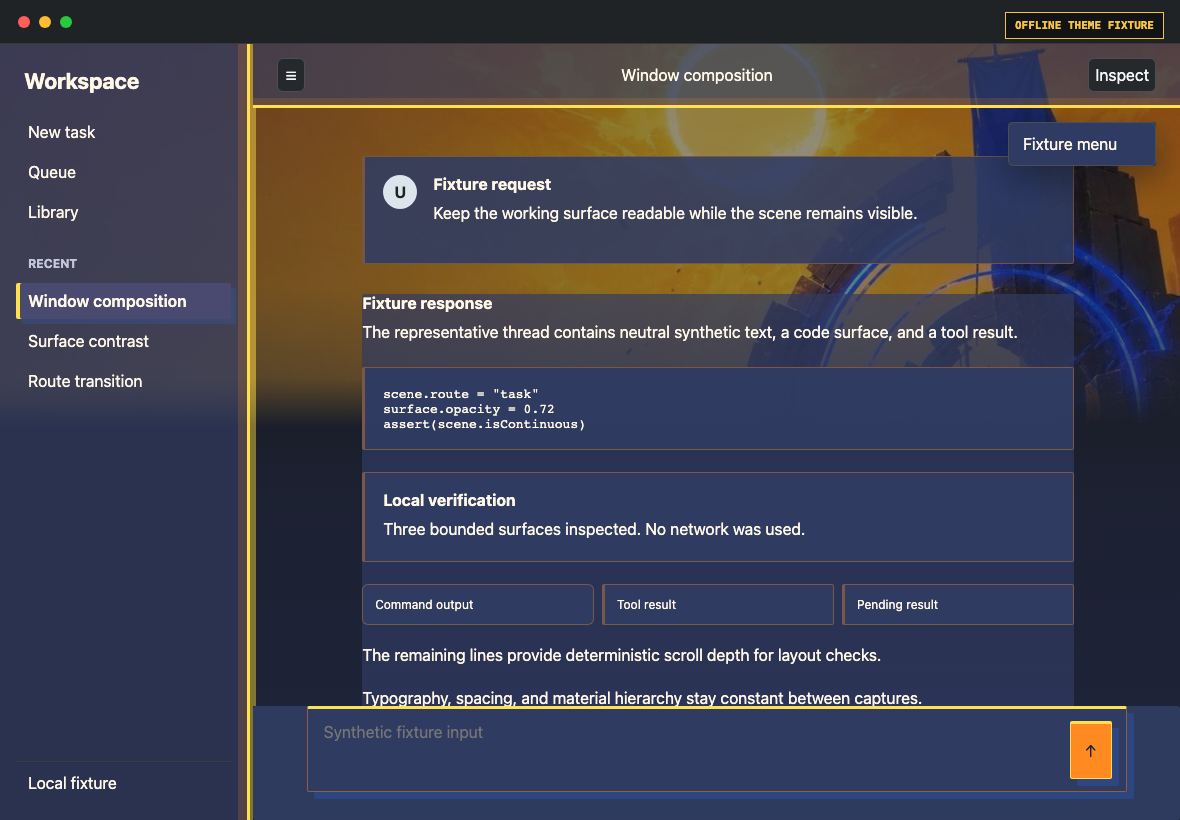 OFFLINE THEME FIXTURE
Workspace
Window composition
Inspect
New task
Queue
Library
RECENT
Window composition
Surface contrast
Route transition
Local fixture
Fixture menu
U
Fixture request
Keep the working surface readable while the scene remains visible.
Fixture response
The representative thread contains neutral synthetic text, a code surface, and a tool result.
scene.route = "task"
surface.opacity = 0.72
assert(scene.isContinuous)
Local verification
Three bounded surfaces inspected. No network was used.
Command output
Tool result
Pending result
The remaining lines provide deterministic scroll depth for layout checks.
Typography, spacing, and material hierarchy stay constant between captures.
Synthetic fixture input